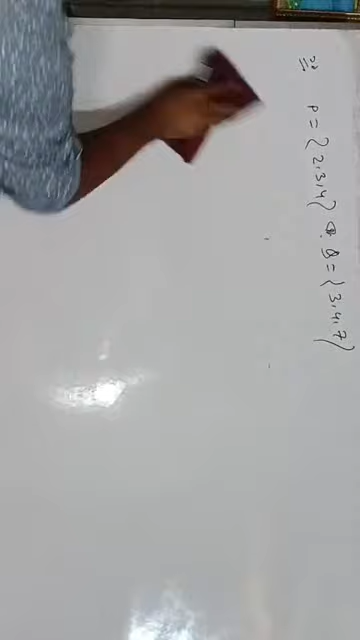 P = {2,3,4} Q = {3,4,7}